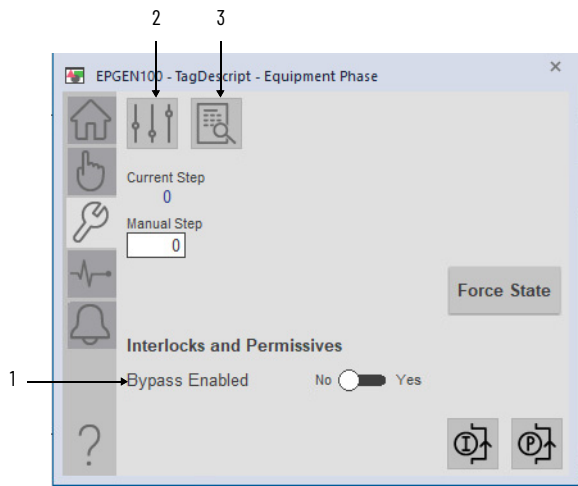 2 3
EPGEN100 - TagDescript - Equipment Phase ×
Current Step
0
Manual Step
0
Force State
Interlocks and Permissives
1 Bypass Enabled No Yes
? I P